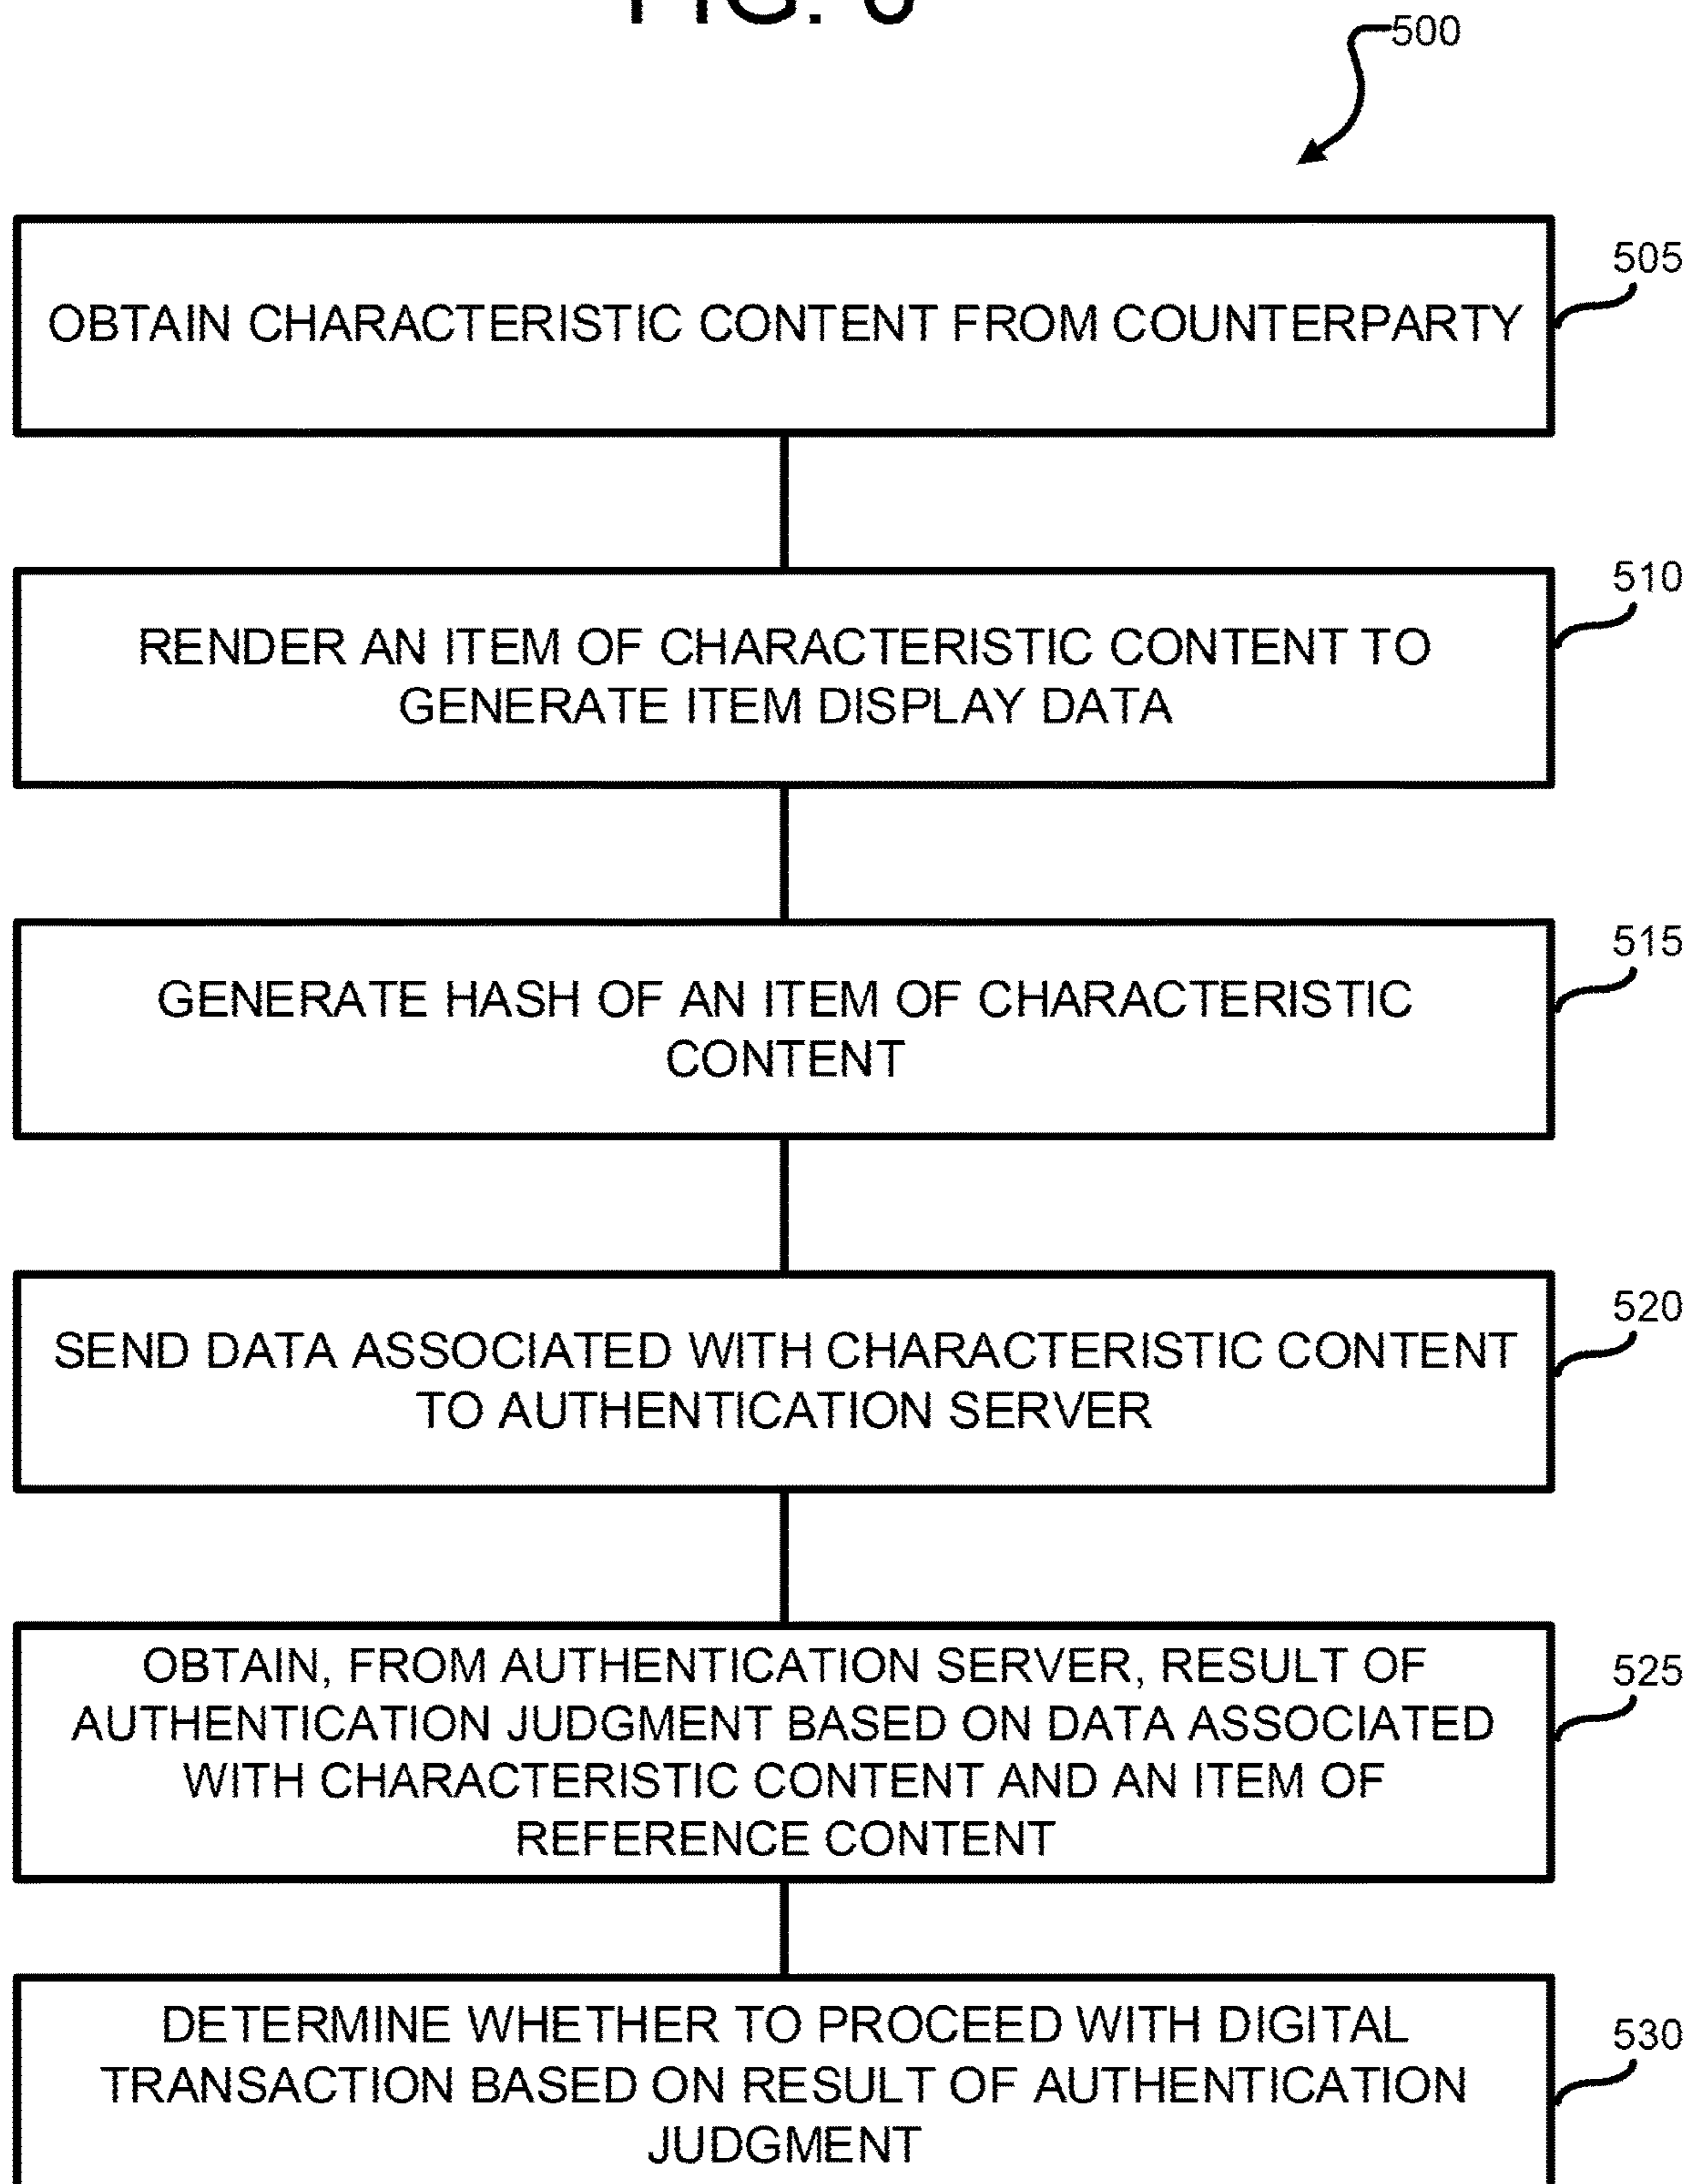 FIG.
500
505
OBTAIN CHARACTERISTIC CONTENT FROM COUNTERPARTY
510
RENDER AN ITEM OF CHARACTERISTIC CONTENT TO
GENERATE ITEM DISPLAY DATA
515
GENERATE HASH OF AN ITEM OF CHARACTERISTIC
CONTENT
520
SEND DATA ASSOCIATED WITH CHARACTERISTIC CONTENT
TO AUTHENTICATION SERVER
525
OBTAIN, FROM AUTHENTICATION SERVER, RESULT OF
AUTHENTICATION JUDGMENT BASED ON DATA ASSOCIATED
WITH CHARACTERISTIC CONTENT AND AN ITEM OF
REFERENCE CONTENT
530
DETERMINE WHETHER TO PROCEED WITH DIGITAL
TRANSACTION BASED ON RESULT OF AUTHENTICATION
JUDGMENT